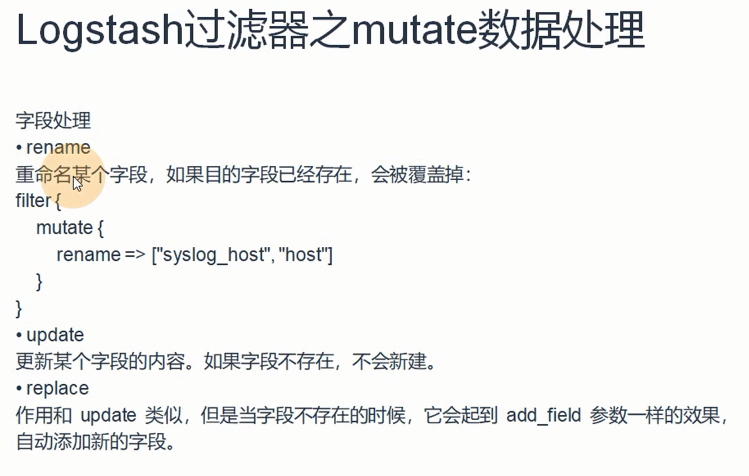 Logstash过滤器之mutate数据处理
字段处理
• rename
重命名某个字段，如果目的字段已经存在，会被覆盖掉：
filter {
mutate {
rename => ["syslog_host", "host"]
}
}
• update
更新某个字段的内容。如果字段不存在，不会新建。
• replace
作用和 update 类似，但是当字段不存在的时候，它会起到 add_field 参数一样的效果，
自动添加新的字段。